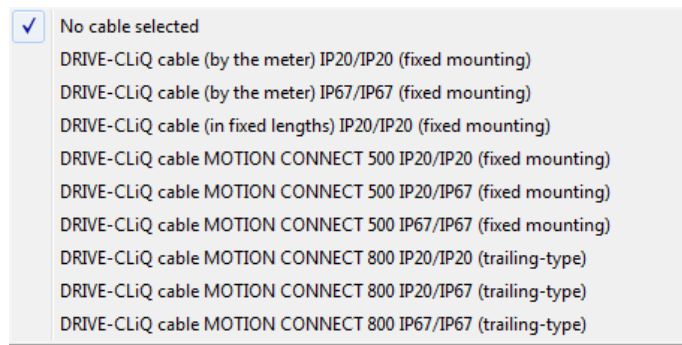 No cable selected
DRIVE-CLiQ cable (by the meter) IP20/IP20 (fixed mounting)
DRIVE-CLiQ cable (by the meter) IP67/IP67 (fixed mounting)
DRIVE-CLiQ cable (in fixed lengths) IP20/IP20 (fixed mounting)
DRIVE-CLiQ cable MOTION CONNECT 500 IP20/IP20 (fixed mounting)
DRIVE-CLiQ cable MOTION CONNECT 500 IP20/IP67 (fixed mounting)
DRIVE-CLiQ cable MOTION CONNECT 500 IP67/IP67 (fixed mounting)
DRIVE-CLiQ cable MOTION CONNECT 800 IP20/IP20 (trailing-type)
DRIVE-CLiQ cable MOTION CONNECT 800 IP20/IP67 (trailing-type)
DRIVE-CLiQ cable MOTION CONNECT 800 IP67/IP67 (trailing-type)